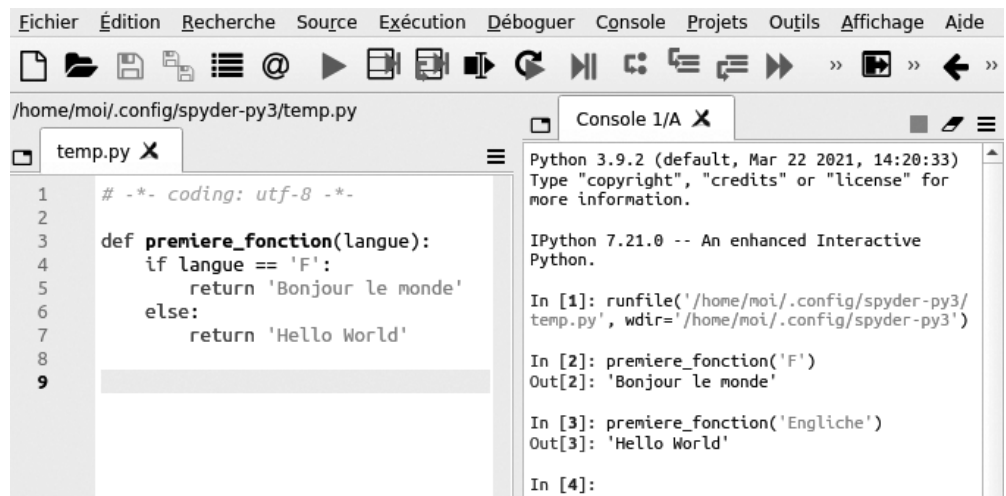 Fichier Édition Recherche Source Exécution Déboguer Console Projets Outils Affichage Aide
@ » » »
/home/moi/.config/spyder-py3/temp.py
temp.py
1 # -*- coding: utf-8 -*-
2
3 def premiere_fonction(langue):
4     if langue == 'F':
5         return 'Bonjour le monde'
6     else:
7         return 'Hello World'
8
9
Console 1/A
Python 3.9.2 (default, Mar 22 2021, 14:20:33)
Type "copyright", "credits" or "license" for
more information.
IPython 7.21.0 -- An enhanced Interactive
Python.
In [1]: runfile('/home/moi/.config/spyder-py3/
temp.py', wdir='/home/moi/.config/spyder-py3')
In [2]: premiere_fonction('F')
Out[2]: 'Bonjour le monde'
In [3]: premiere_fonction('Engliche')
Out[3]: 'Hello World'
In [4]: